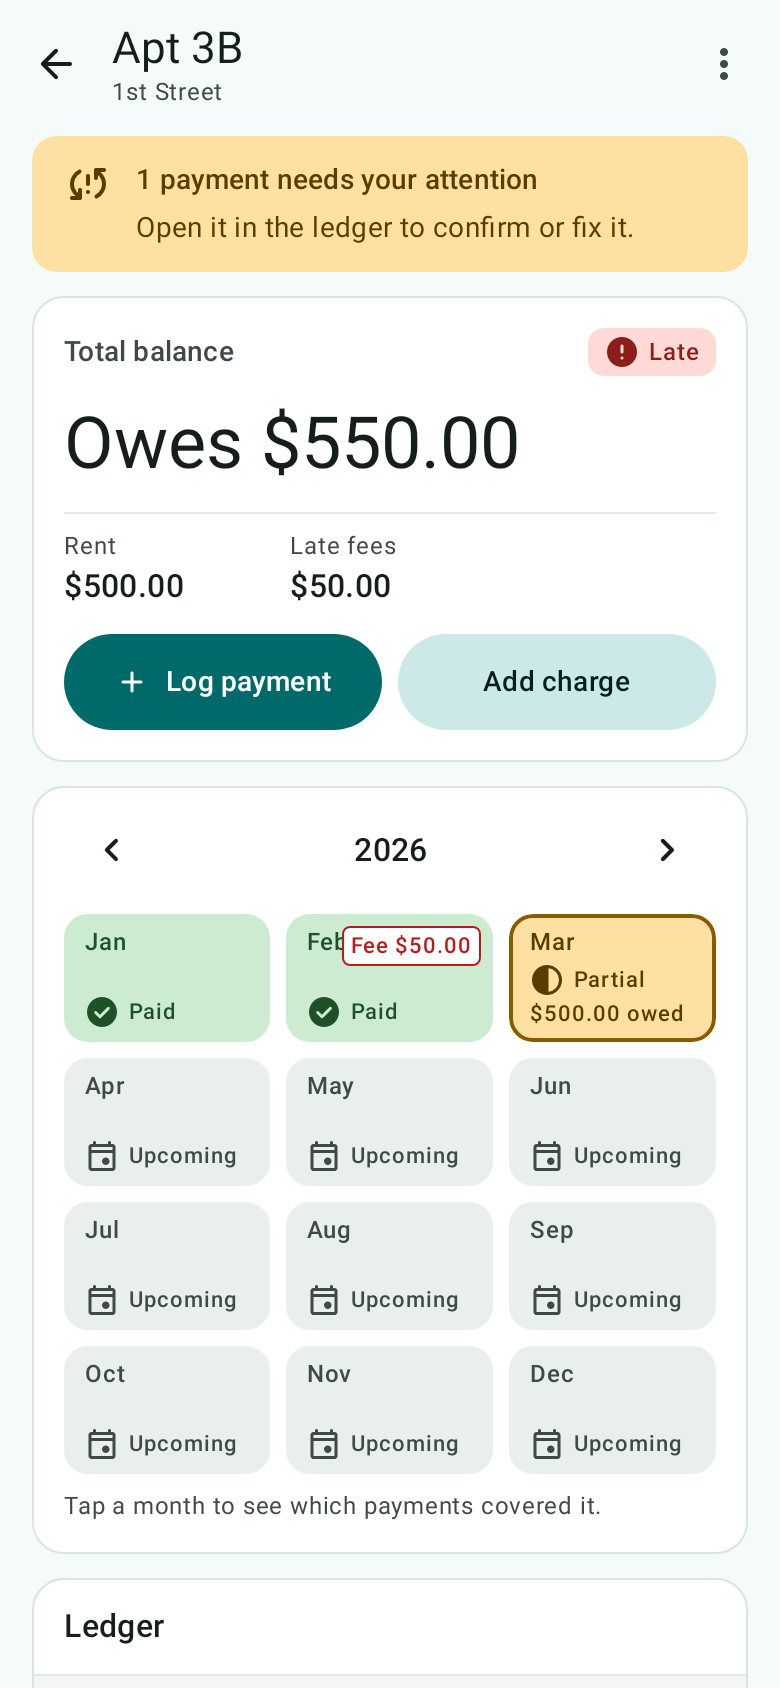 Apt 3B
1st Street
1 payment needs your attention
Open it in the ledger to confirm or fix it.
Total balance
Late
Owes $550.00
Rent
Late fees
$500.00
$50.00
+ Log payment
Add charge
2026
Jan
Paid
Feb
Fee $50.00
Paid
Mar
Partial
$500.00 owed
Apr
Upcoming
May
Upcoming
Jun
Upcoming
Jul
Upcoming
Aug
Upcoming
Sep
Upcoming
Oct
Upcoming
Nov
Upcoming
Dec
Upcoming
Tap a month to see which payments covered it.
Ledger